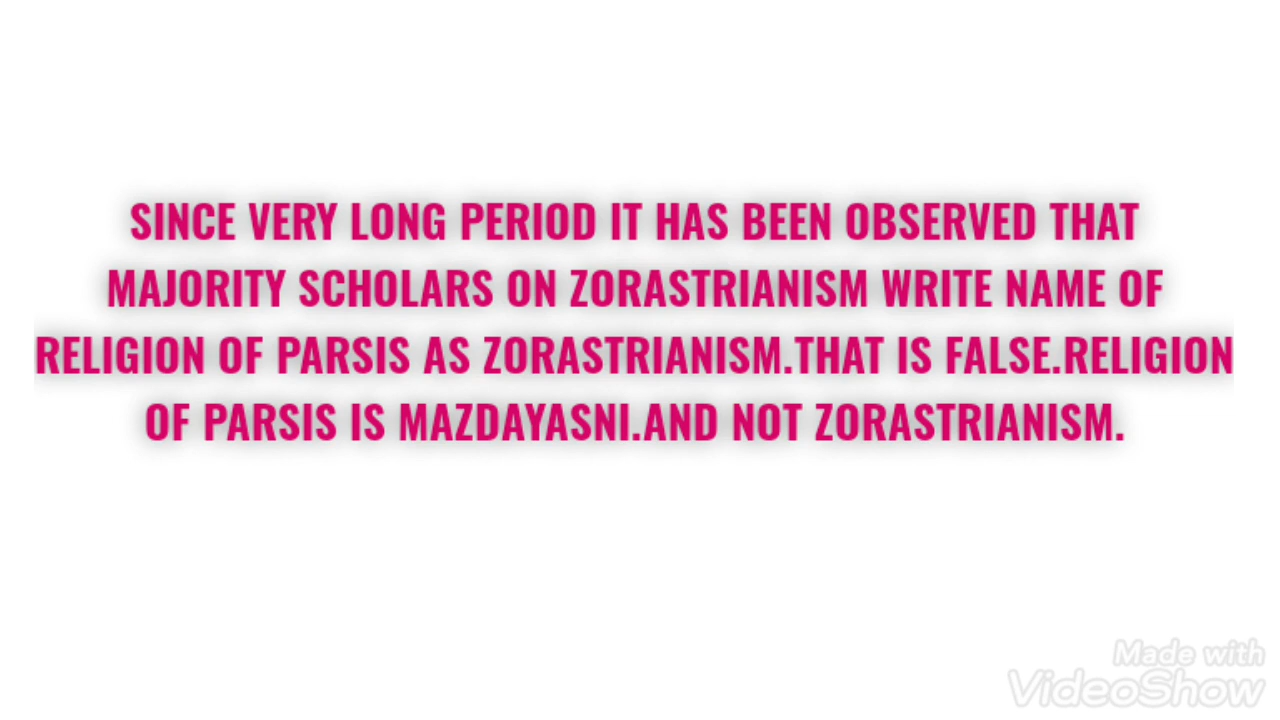 SINCE VERY LONG PERIOD IT HAS BEEN OBSERVED THAT
MAJORITY SCHOLARS ON ZORASTRIANISM WRITE NAME OF
RELIGION OF PARSIS AS ZORASTRIANISM.THAT IS FALSE.RELIGION
OF PARSIS IS MAZDAYASNI.AND NOT ZORASTRIANISM.
Made with
VideoShow